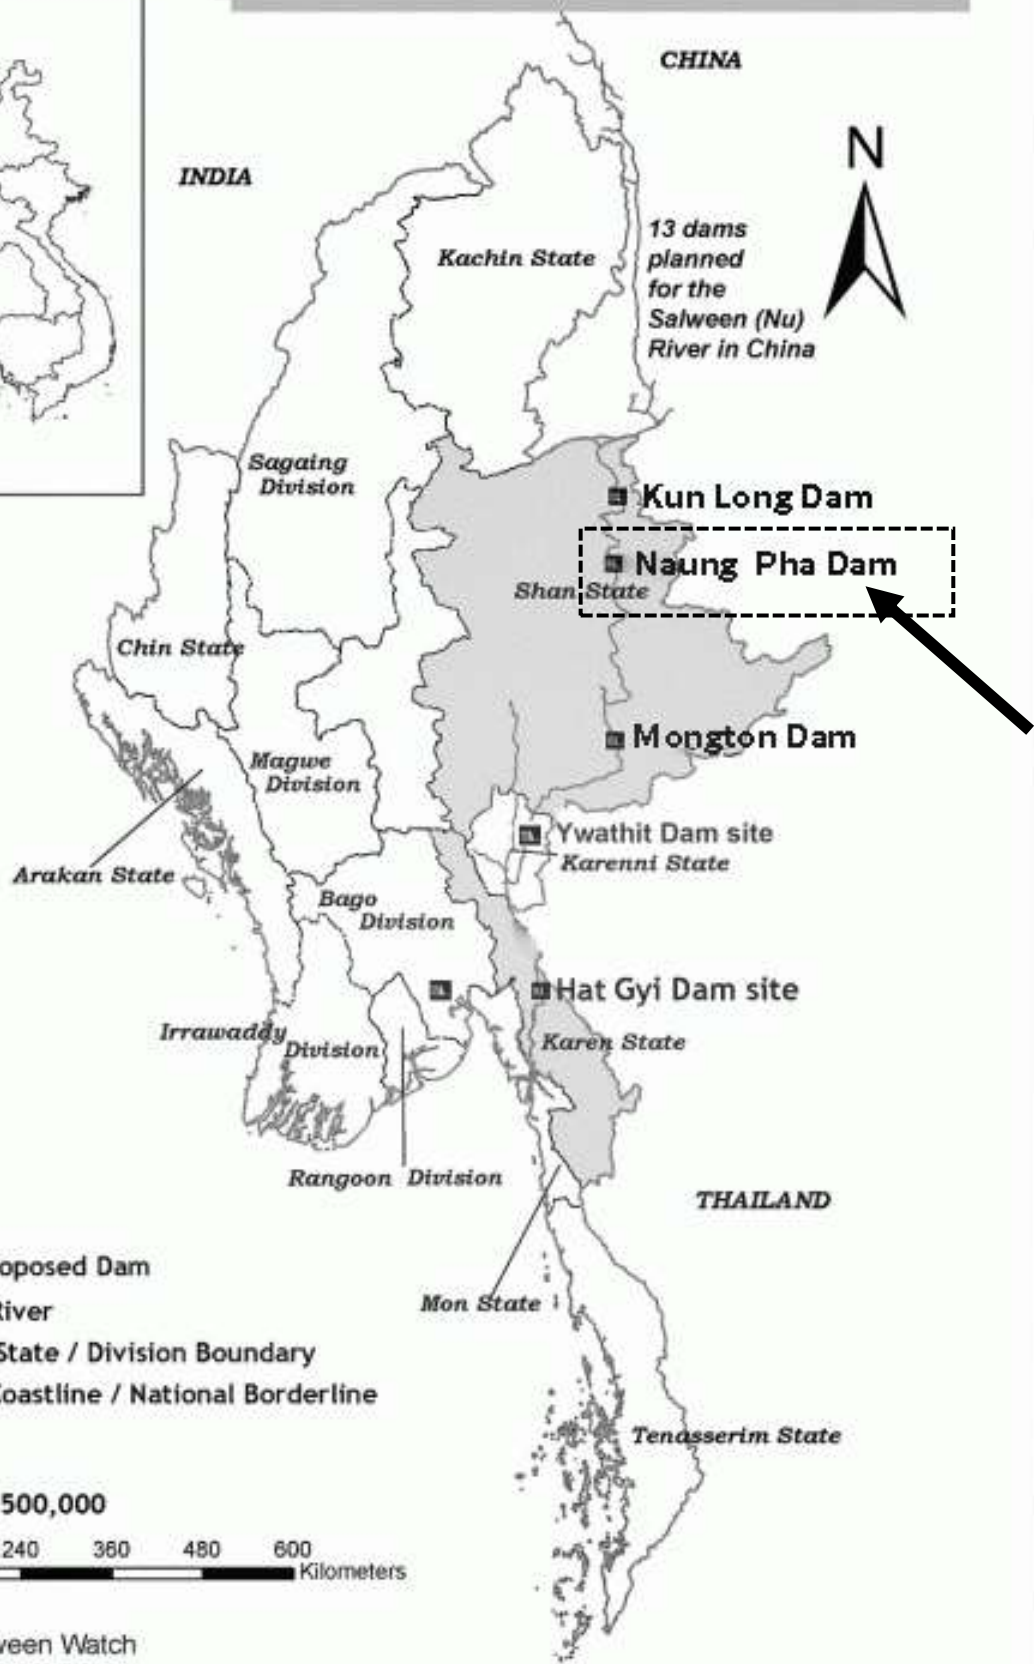 CHINA
INDIA
N
Kachin State
13 dams
planned
for the
Salween (Nu)
River in China
Sagaing
Division
Kun Long Dam
Naung Pha Dam
Shan State
Chin State
Mongton Dam
Magwe
Division
Ywathit Dam site
Karenni State
Arakan State
Bago
Division
Hat Gyi Dam site
Irrawaddy
Division
Karen State
Rangoon Division
THAILAND
oposed Dam
River
Mon State
State / Division Boundary
Coastline / National Borderline
Tenasserim State
500,000
240 360 480 600
Kilometers
ween Watch